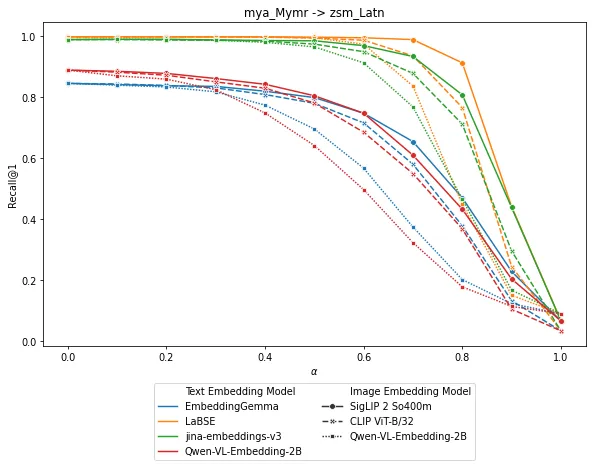 mya_Mymr -> zsm_Latn
Recall@1
1.0
0.8
0.6
0.4
0.2
0.0
0.0 0.2 0.4 0.6 0.8 1.0
α
Text Embedding Model
EmbeddingGemma
LaBSE
jina-embeddings-v3
Qwen-VL-Embedding-2B
Image Embedding Model
SigLIP 2 So400m
CLIP ViT-B/32
Qwen-VL-Embedding-2B